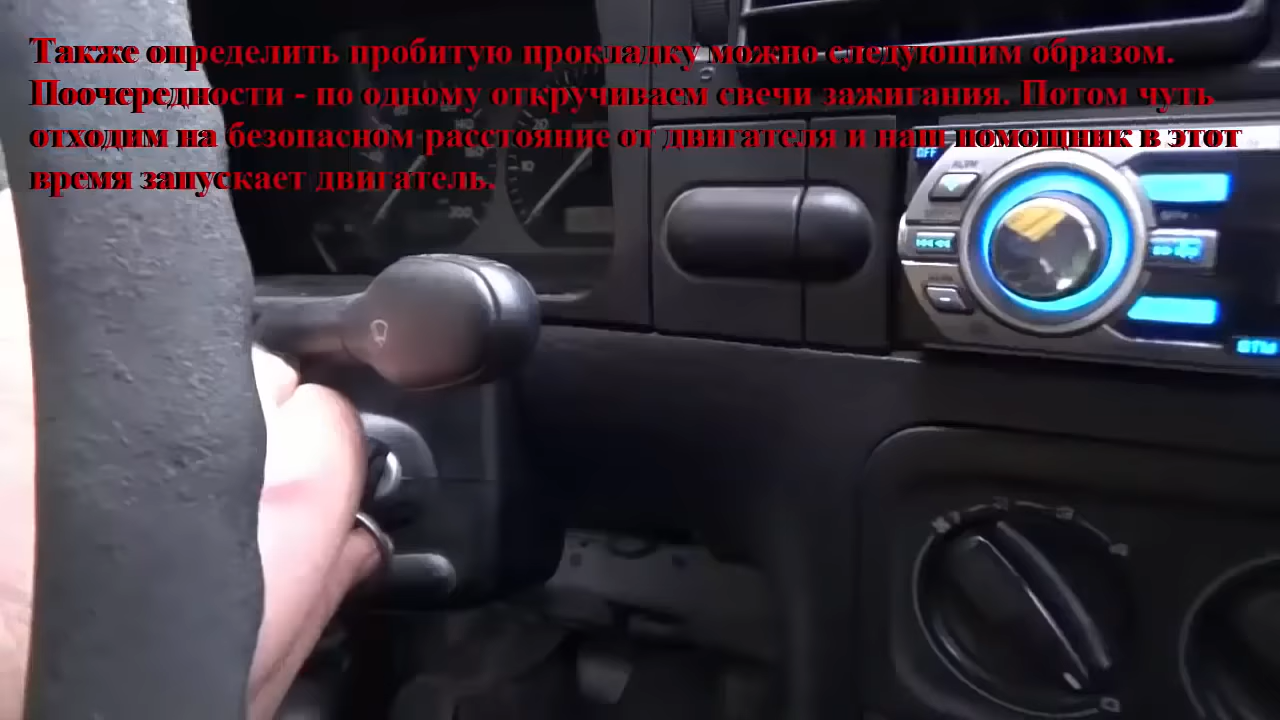 Также определить пробитую прокладку можно следующим образом.
Поочередности - по одному откручиваем свечи зажигания. Потом чуть
отходим на безопасном расстояние от двигателя и наш помощник в этот
время запускает двигатель.
OFF